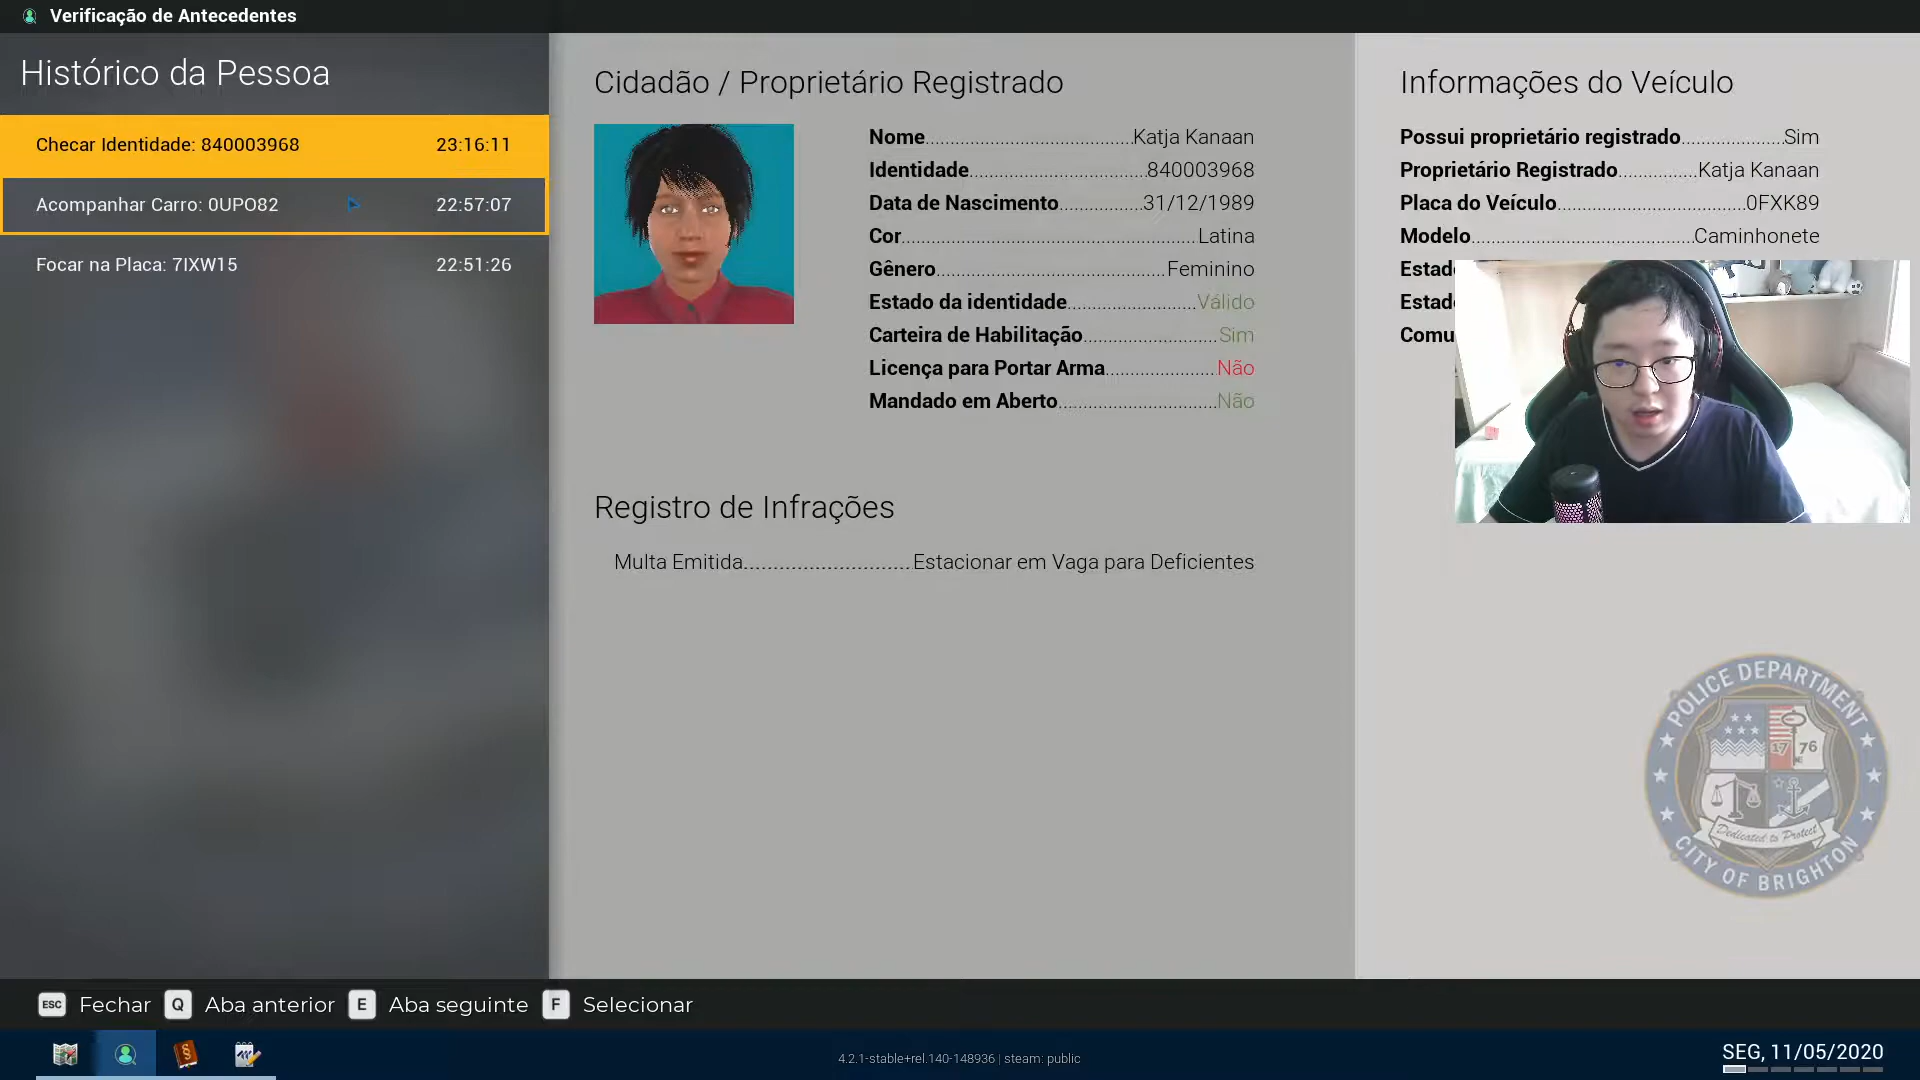 Verificação de Antecedentes
Histórico da Pessoa
Checar Identidade: 840003968 23:16:11
Acompanhar Carro: 0UPO82 22:57:07
Focar na Placa: 7IXW15 22:51:26
Cidadão / Proprietário Registrado
Nome Katja Kanaan
Identidade 840003968
Data de Nascimento 31/12/1989
Cor Latina
Gênero Feminino
Estado da identidade Válido
Carteira de Habilitação Sim
Licença para Portar Arma Não
Mandado em Aberto Não
Registro de Infrações
Multa Emitida Estacionar em Vaga para Deficientes
Informações do Veículo
Possui proprietário registrado Sim
Proprietário Registrado Katja Kanaan
Placa do Veículo 0FXK89
Modelo Caminhonete
POLICE DEPARTMENT
17 76
Dedicated to Protect
CITY OF BRIGHTON
ESC Fechar Q Aba anterior E Aba seguinte F Selecionar
4.2.1-stable+rel.140-148936 | steam: public
SEG, 11/05/2020